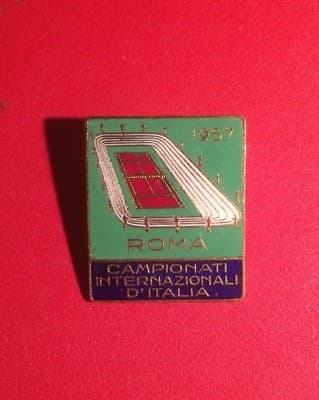 1957
ROMA
CAMPIONATI
INTERNAZIONALI
D'ITALIA